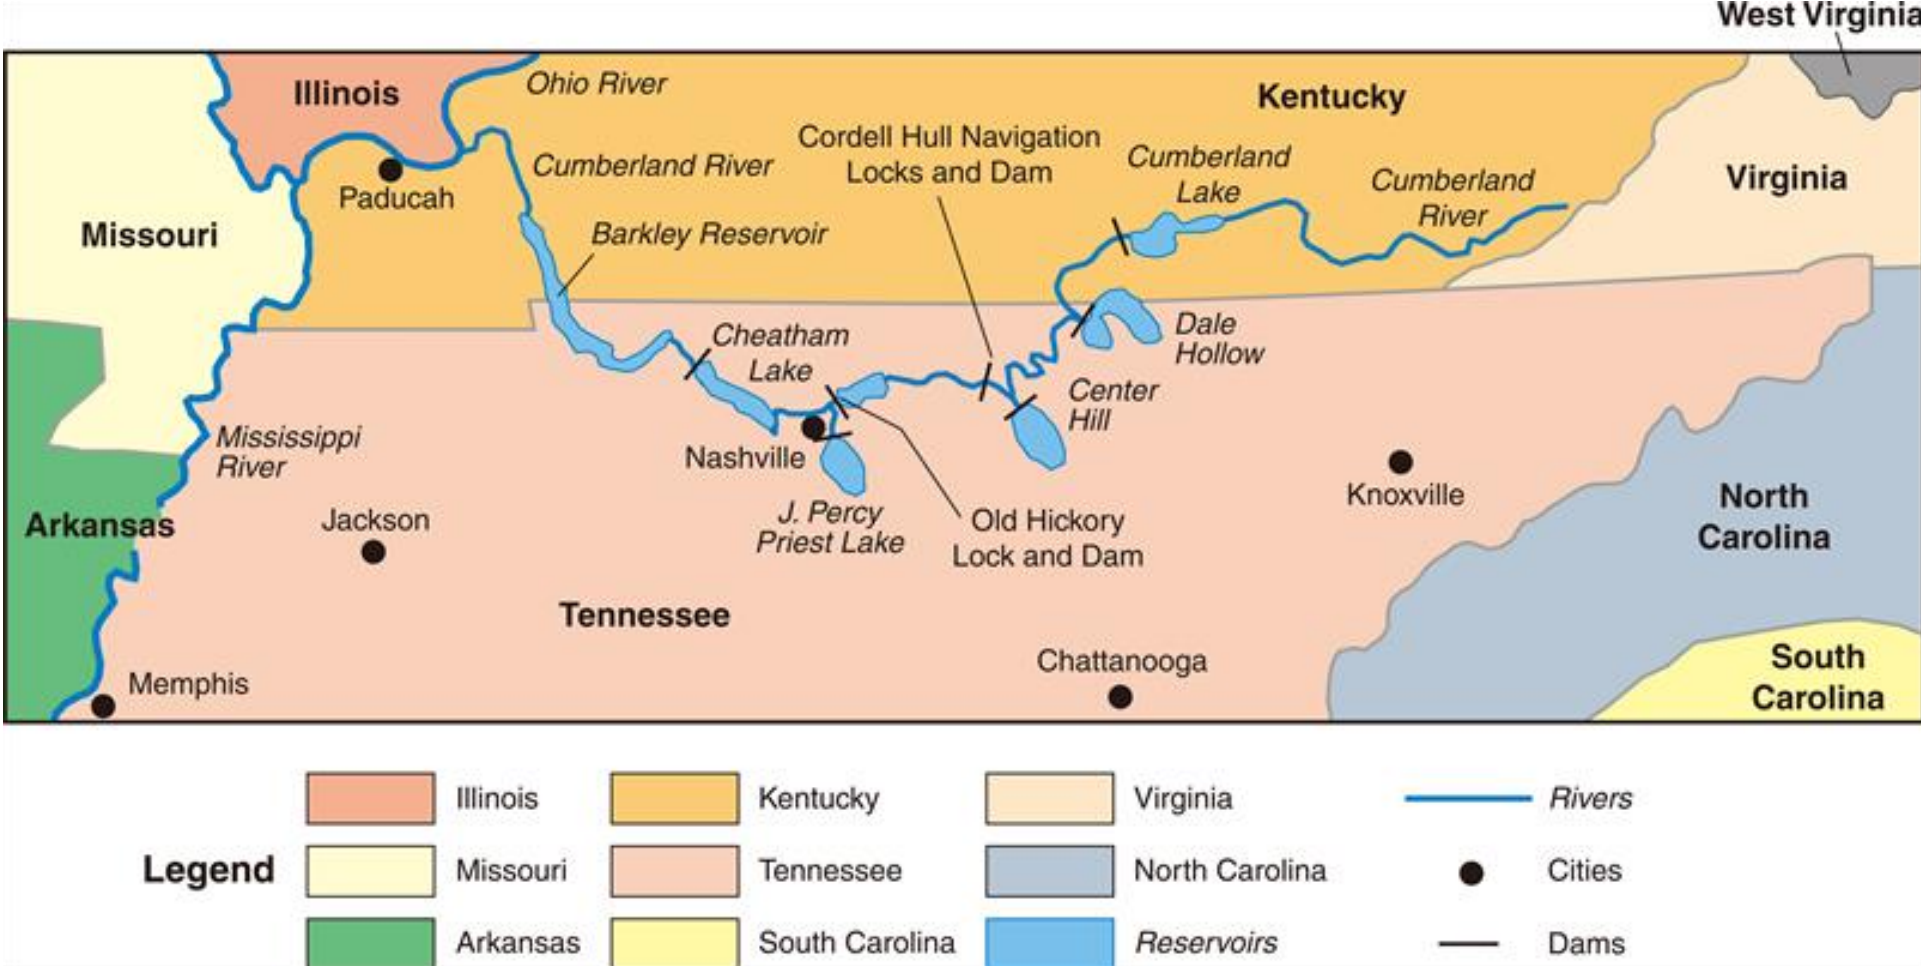 West Virginia
Illinois
Ohio River
Kentucky
Cordell Hull Navigation
Locks and Dam
Cumberland
Lake
Cumberland River
Cumberland
River
Virginia
Paducah
Missouri
Barkley Reservoir
Cheatham
Lake
Dale
Hollow
Center
Hill
Mississippi
River
Nashville
Knoxville
North
Carolina
Arkansas
Jackson
J. Percy
Priest Lake
Old Hickory
Lock and Dam
Tennessee
Chattanooga
South
Carolina
Memphis
Legend
Illinois
Kentucky
Virginia
Rivers
Missouri
Tennessee
North Carolina
Cities
Arkansas
South Carolina
Reservoirs
Dams